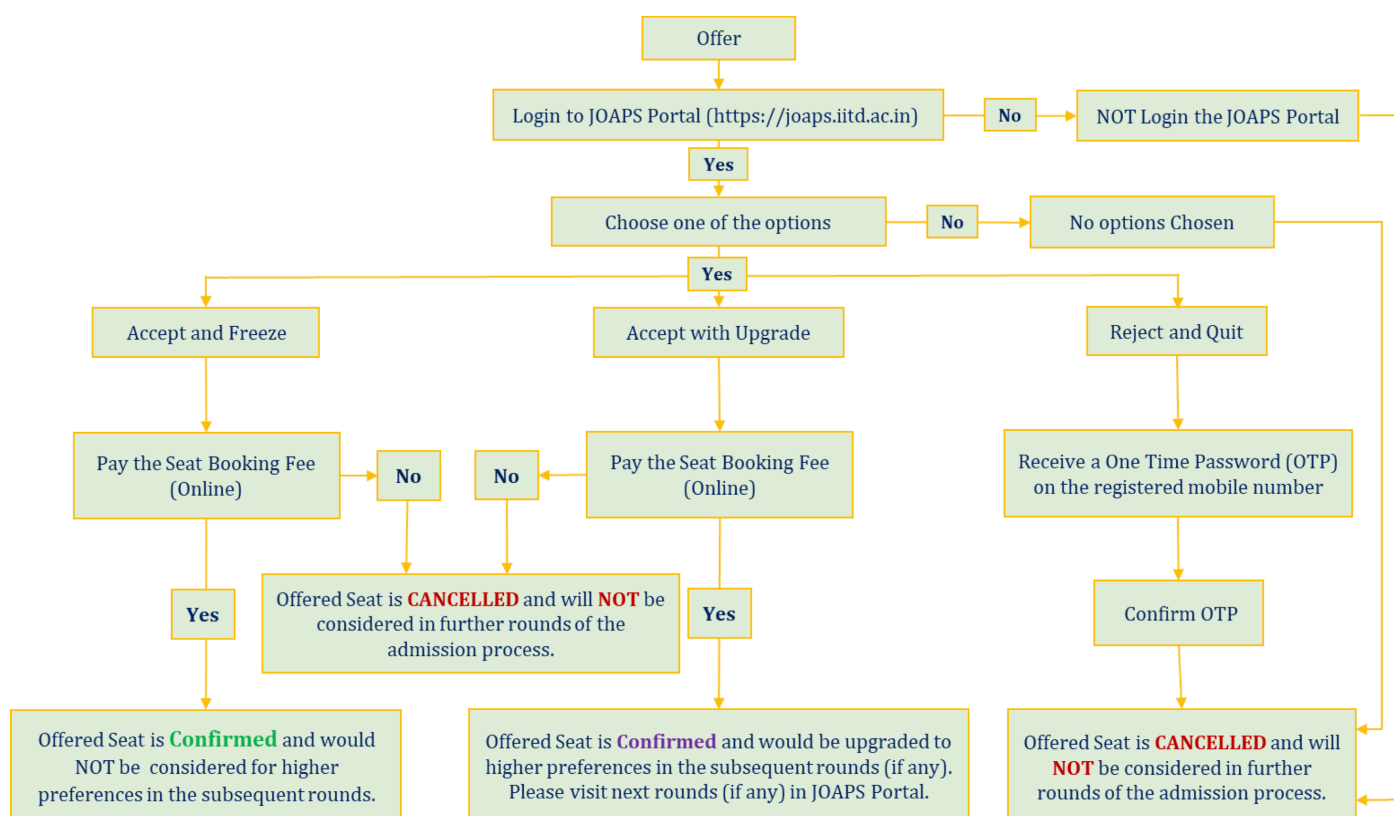 Offer
Login to JOAPS Portal (https://joaps.iitd.ac.in)
No
NOT Login the JOAPS Portal
Yes
Choose one of the options
No
No options Chosen
Yes
Accept and Freeze
Accept with Upgrade
Reject and Quit
Pay the Seat Booking Fee
(Online)
No
No
Pay the Seat Booking Fee
(Online)
Receive a One Time Password (OTP)
on the registered mobile number
Yes
Offered Seat is CANCELLED and will NOT be
considered in further rounds of the
admission process.
Yes
Confirm OTP
Offered Seat is Confirmed and would
NOT be considered for higher
preferences in the subsequent rounds.
Offered Seat is Confirmed and would be upgraded to
higher preferences in the subsequent rounds (if any).
Please visit next rounds (if any) in JOAPS Portal.
Offered Seat is CANCELLED and will
NOT be considered in further
rounds of the admission process.